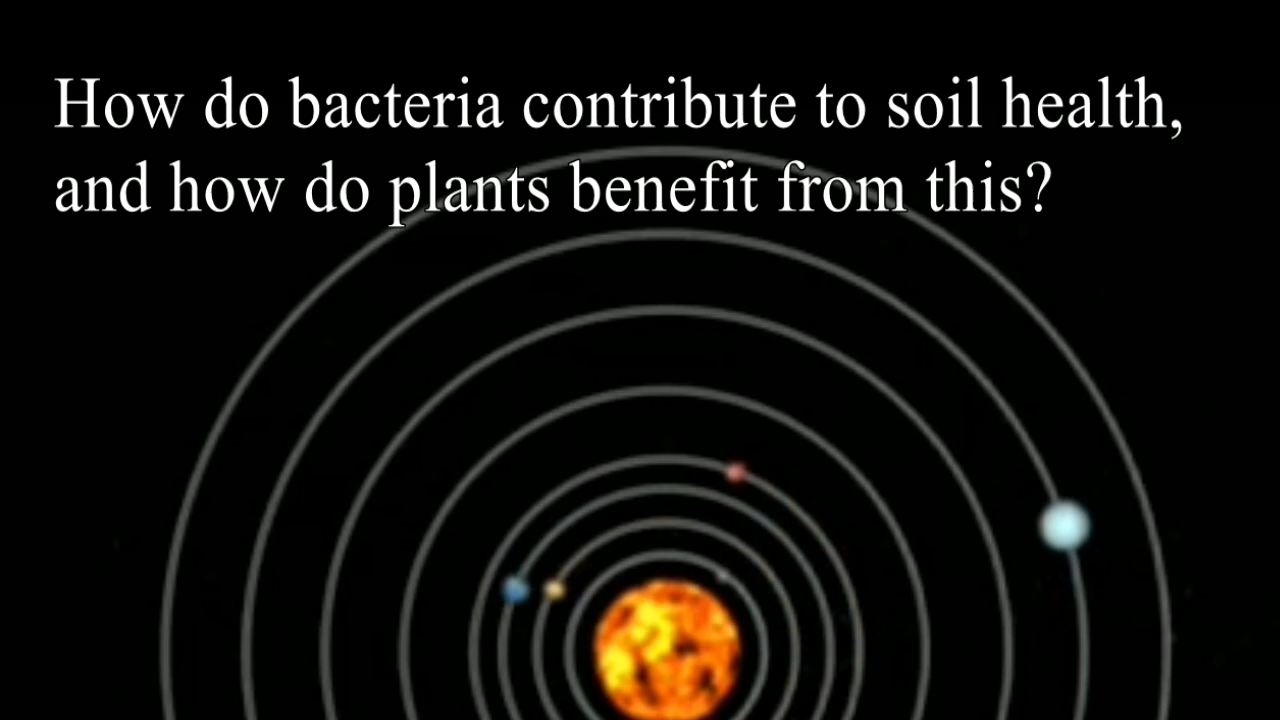 How do bacteria contribute to soil health,
and how do plants benefit from this?